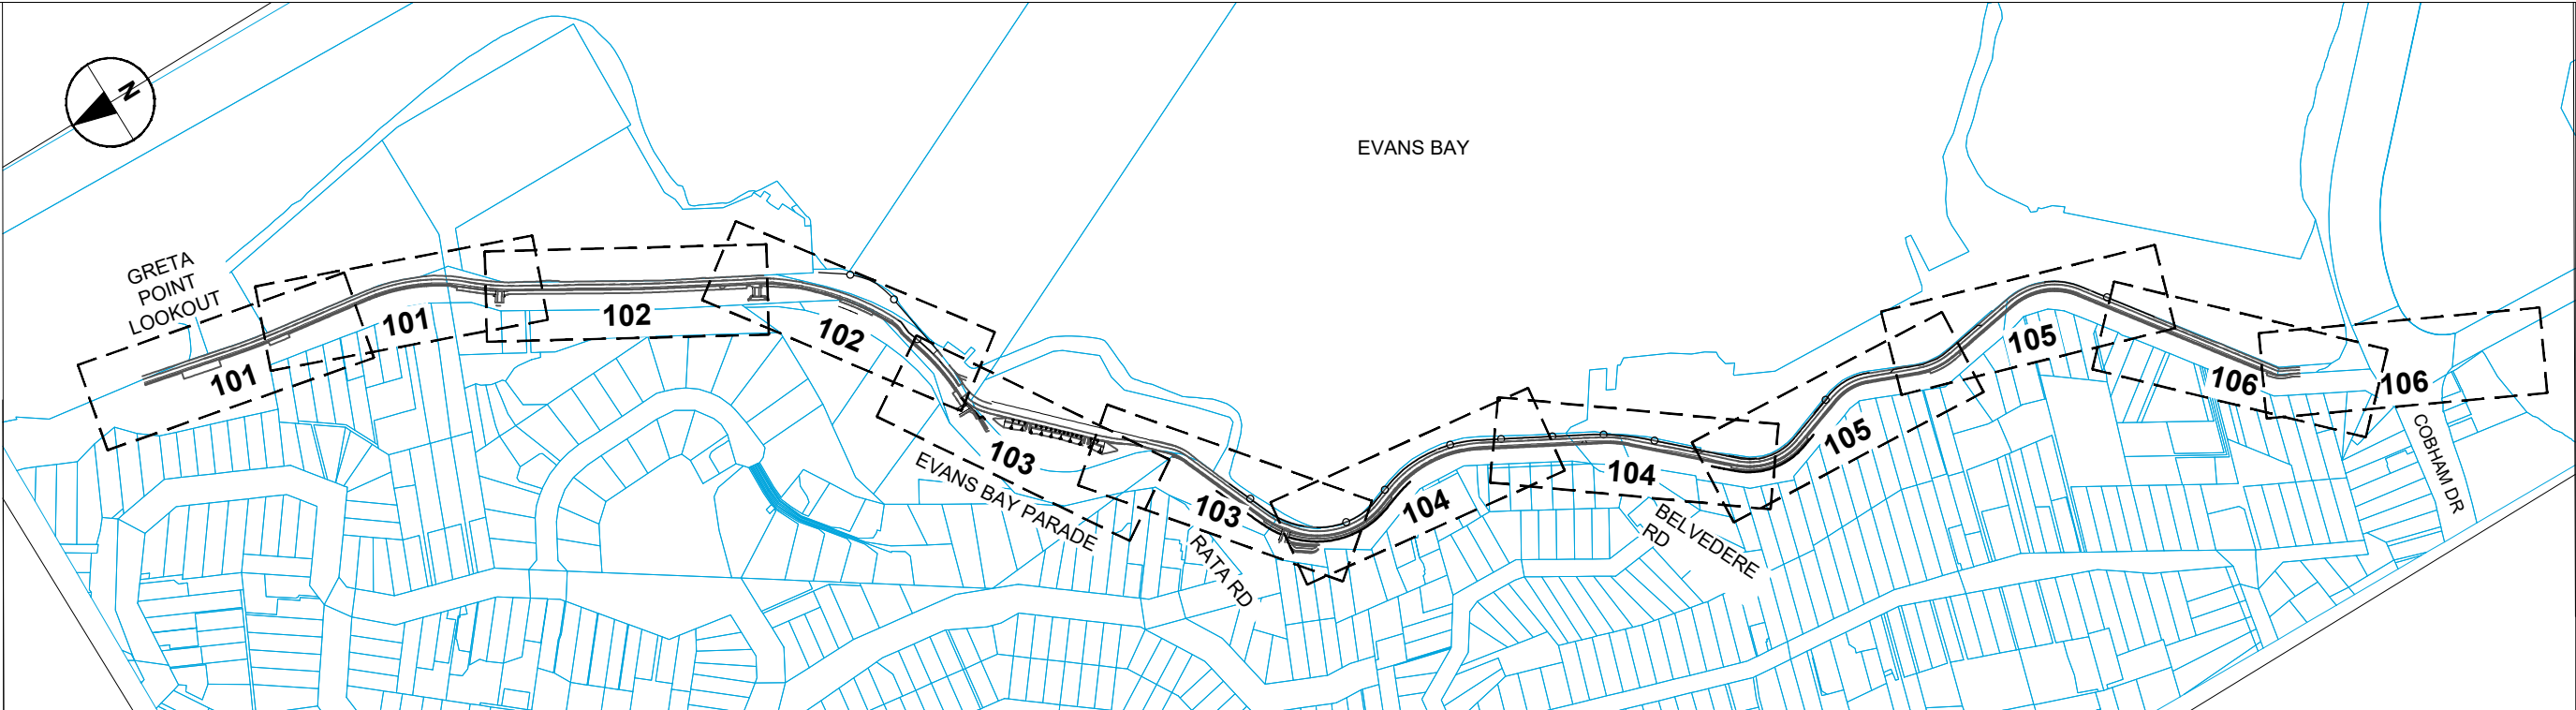 N
EVANS BAY
GRETA
POINT
LOOKOUT
101
101
102
102
103
EVANS BAY PARADE
103
RATA RD
104
104
BELVEDERE
RD
105
105
106
106
COBHAM DR